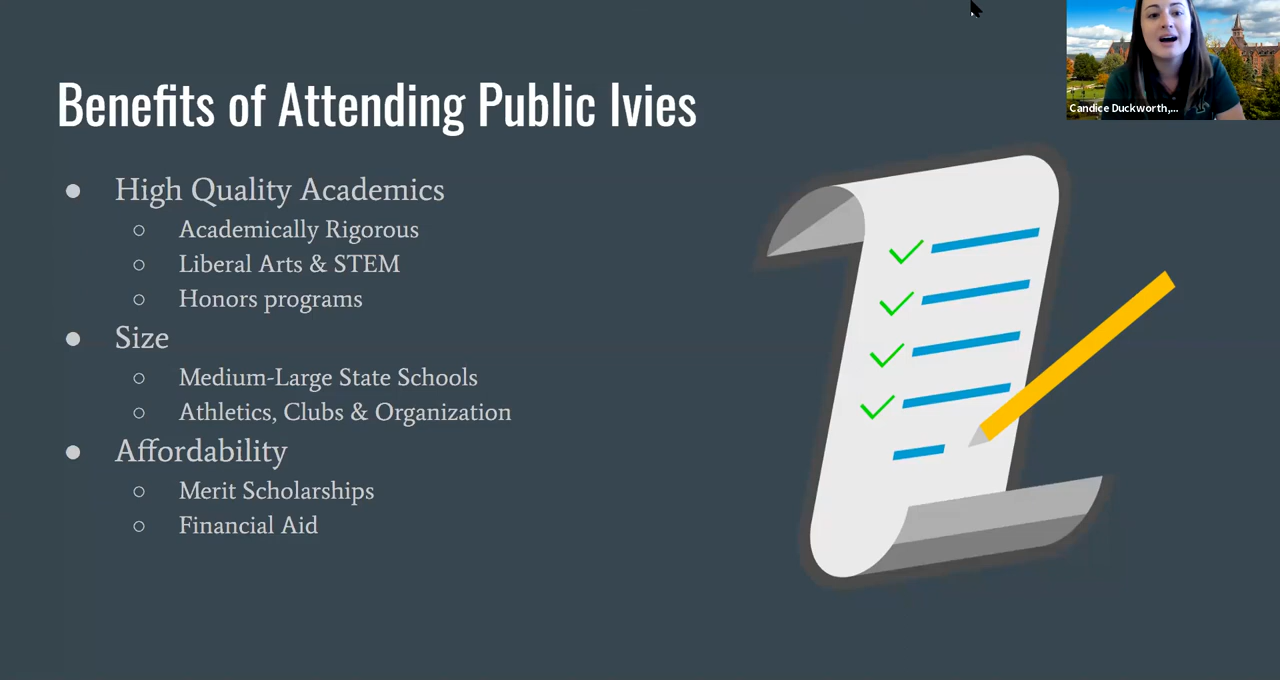 Benefits of Attending Public Ivies
● High Quality Academics
○ Academically Rigorous
○ Liberal Arts & STEM
○ Honors programs
● Size
○ Medium-Large State Schools
○ Athletics, Clubs & Organization
● Affordability
○ Merit Scholarships
○ Financial Aid
Candice Duckworth,...